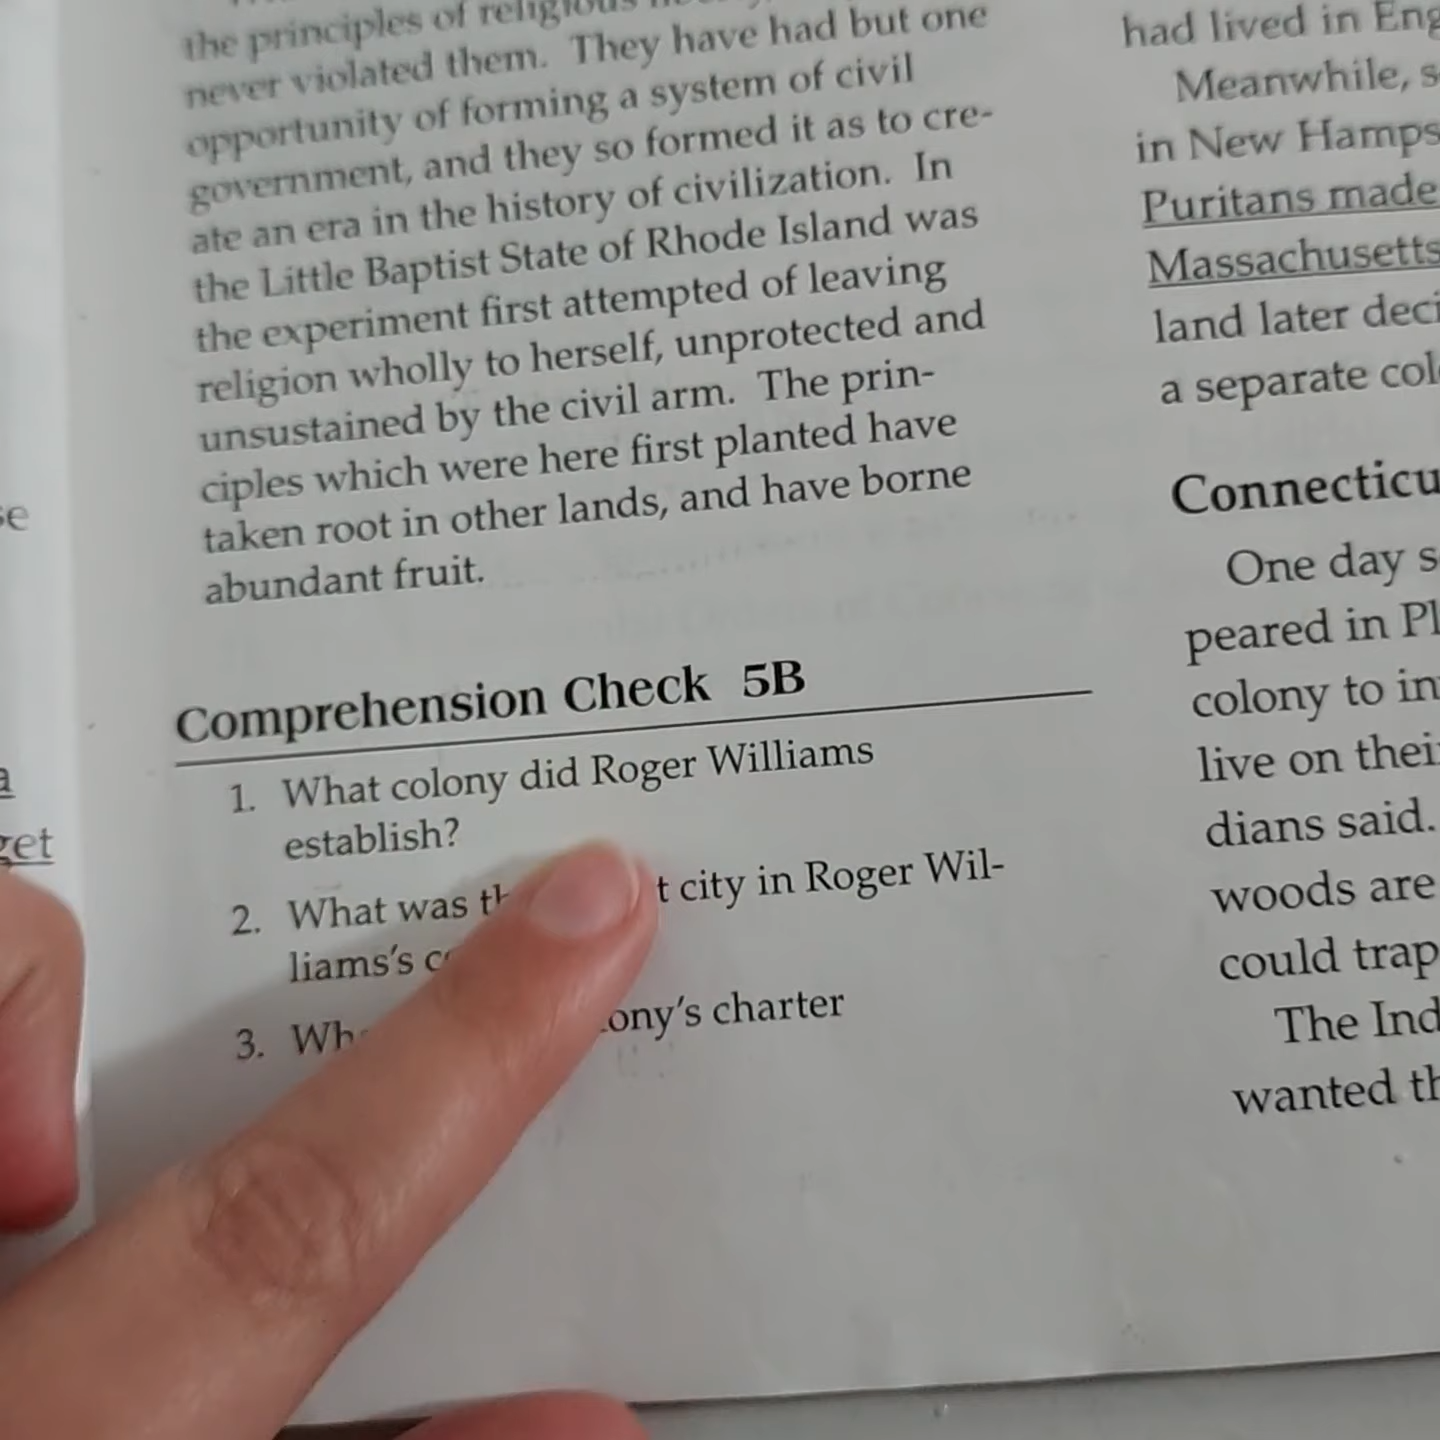 the principles of religious
never violated them. They have had but one
opportunity of forming a system of civil
government, and they so formed it as to cre-
ate an era in the history of civilization. In
the Little Baptist State of Rhode Island was
the experiment first attempted of leaving
religion wholly to herself, unprotected and
unsustained by the civil arm. The prin-
ciples which were here first planted have
taken root in other lands, and have borne
abundant fruit.
Comprehension Check 5B
1. What colony did Roger Williams
establish?
2. What was t city in Roger Wil-
liams's
3. ony's charter
had lived in Eng
Meanwhile, s
in New Hamps
Puritans made
Massachusetts
land later deci
a separate col
Connecticu
One day s
peared in Pl
colony to in
live on thei
dians said.
woods are
could trap
The Ind
wanted th